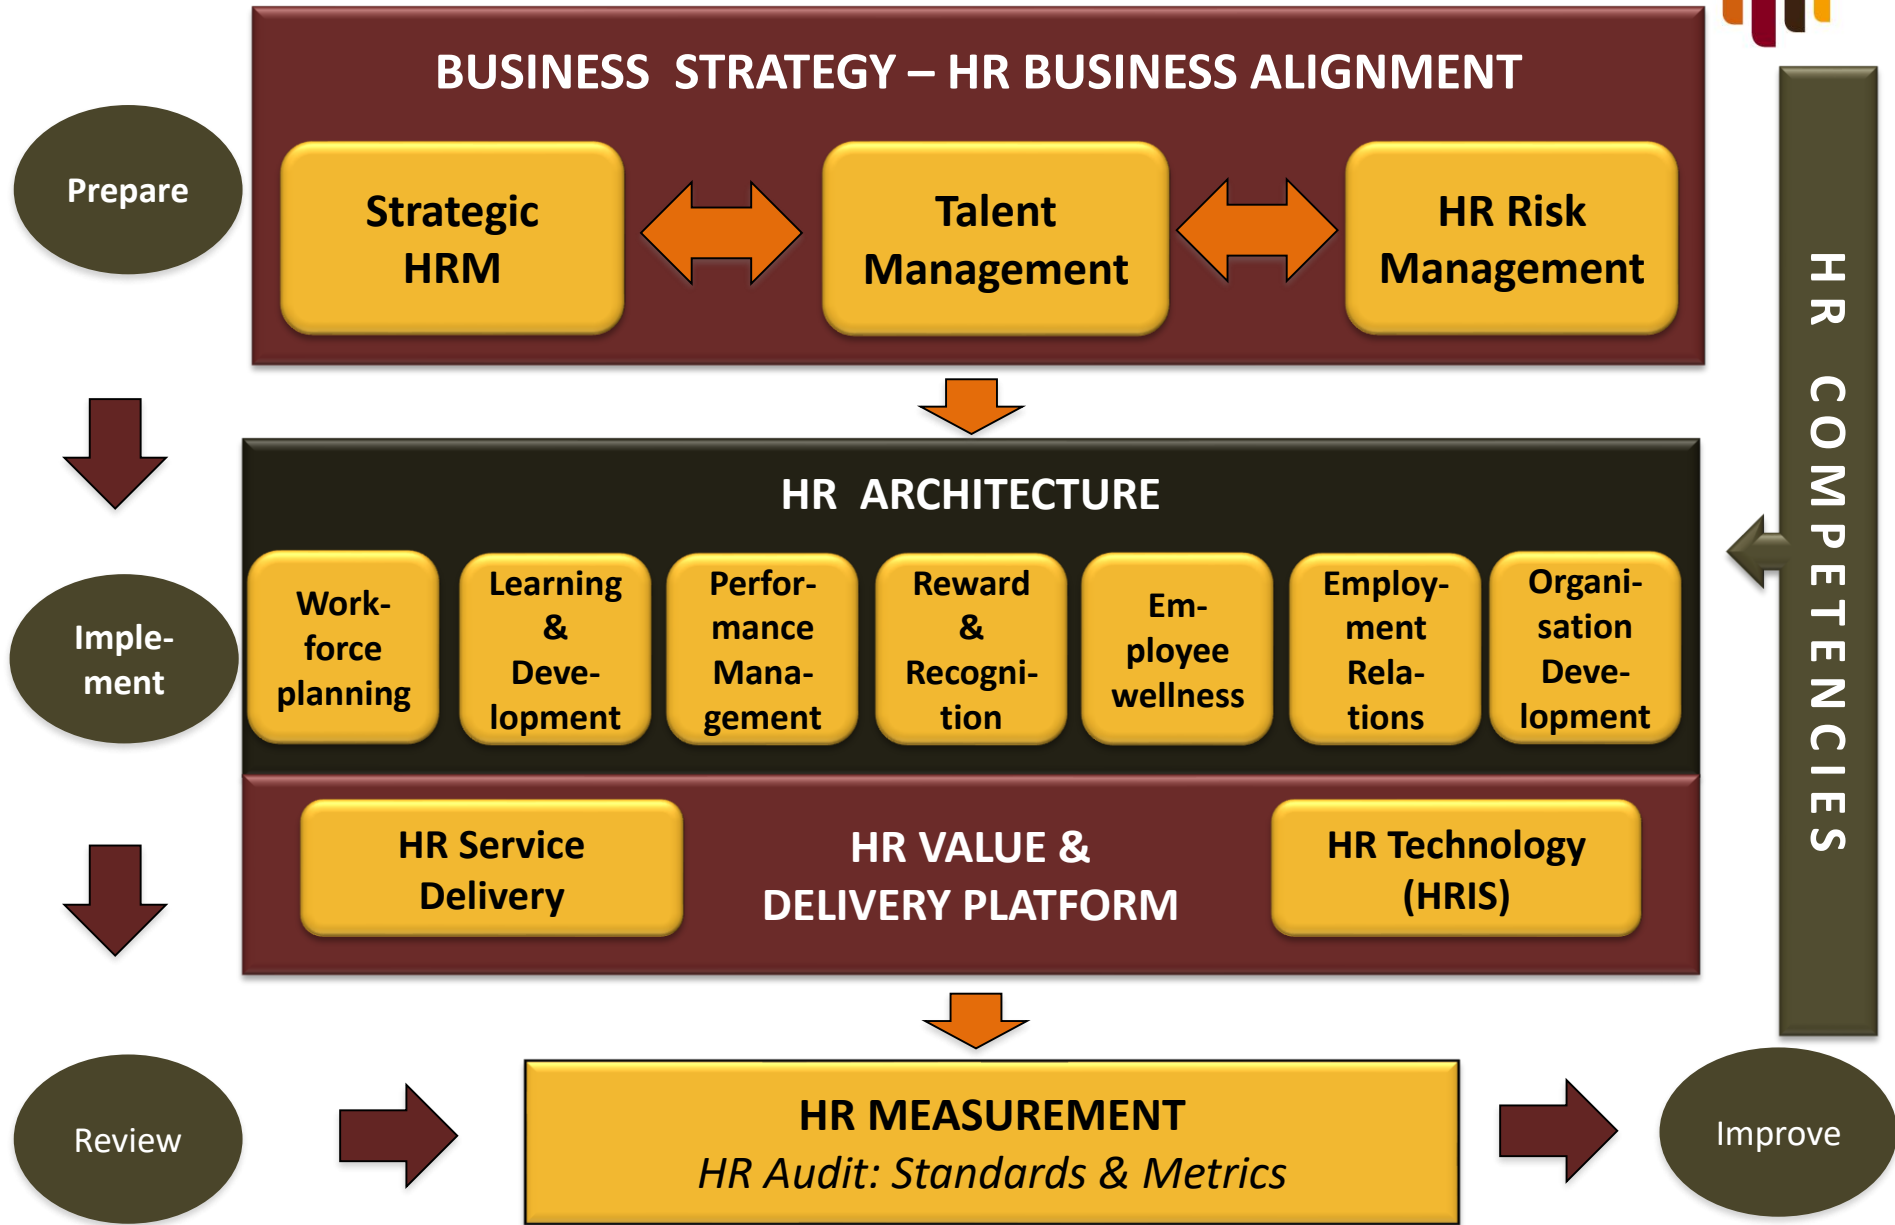 BUSINESS STRATEGY – HR BUSINESS ALIGNMENT
Prepare
Strategic
HRM
Talent
Management
HR Risk
Management
HR COMPETENCIES
HR ARCHITECTURE
Imple-
ment
Work-
force
planning
Learning
&
Deve-
lopment
Perfor-
mance
Mana-
gement
Reward
&
Recogni-
tion
Em-
ployee
wellness
Employ-
ment
Rela-
tions
Organi-
sation
Deve-
lopment
HR Service
Delivery
HR VALUE &
DELIVERY PLATFORM
HR Technology
(HRIS)
Review
HR MEASUREMENT
HR Audit: Standards & Metrics
Improve